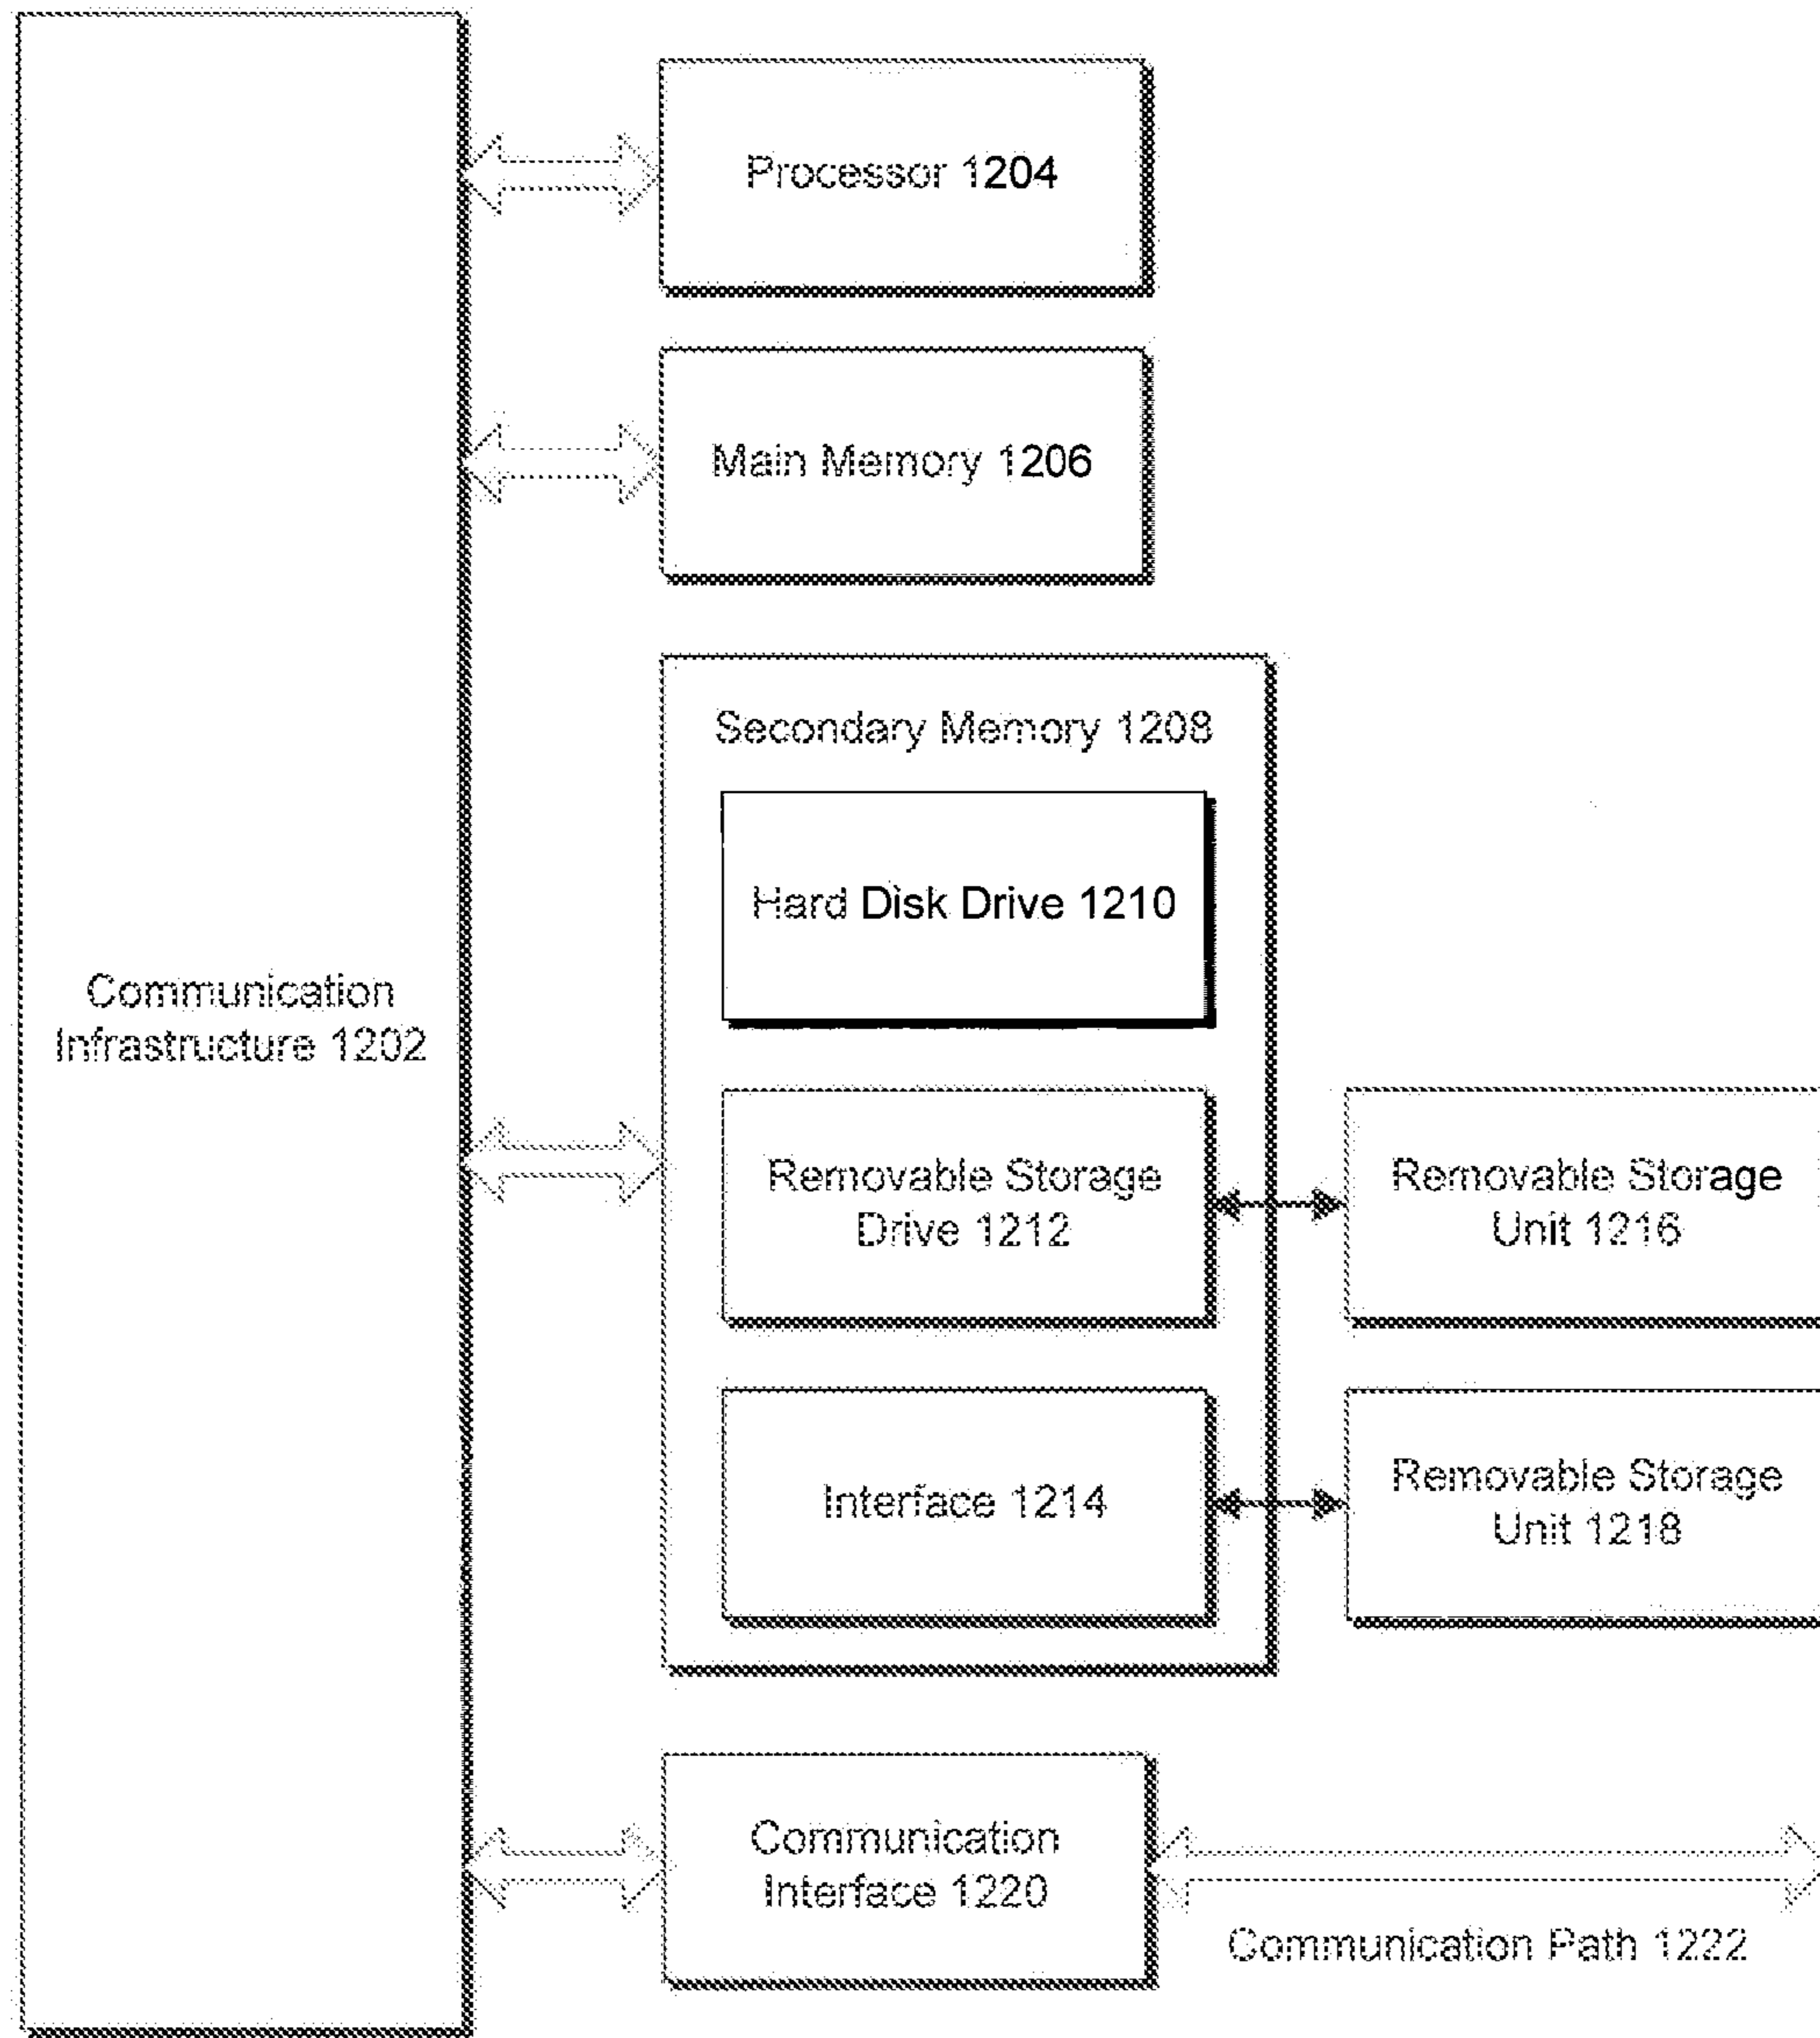 Processor 1204
Main Memory 1206
Secondary Memory 1208
Hard Disk Drive 1210
Communication
Infrastructure 1202
Removable Storage
Drive 1212
Removable Storage
Unit 1216
Interface 1214
Removable Storage
Unit 1218
Communication
Interface 1220
Communication Path 1222